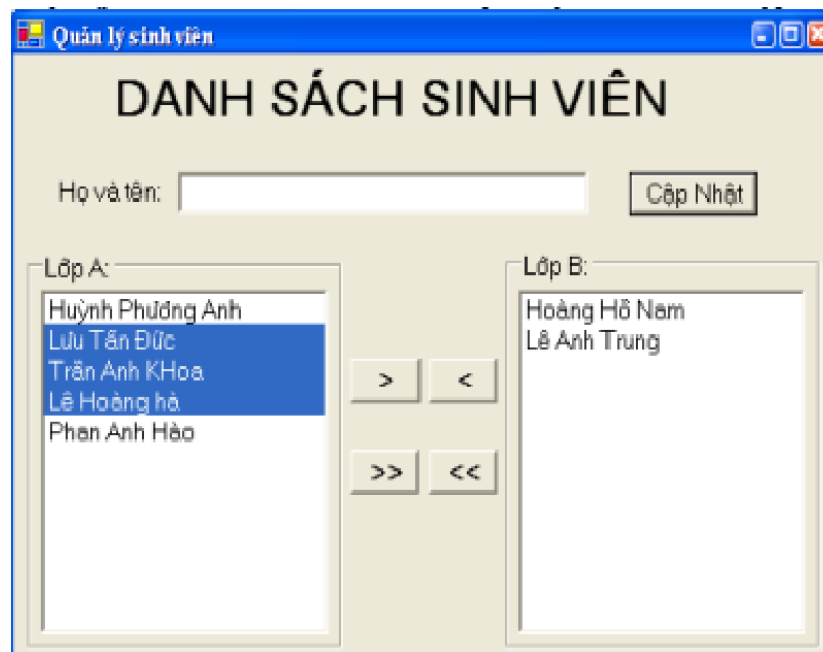 Quản lý sinh viên
DANH SÁCH SINH VIÊN
Họ và tên:
Cập Nhật
Lớp A:
Huỳnh Phương Anh
Lưu Tấn Đức
Trần Anh KHoa
Lê Hoàng hà
Phan Anh Hào
> <
>> <<
Lớp B:
Hoàng Hồ Nam
Lê Anh Trung